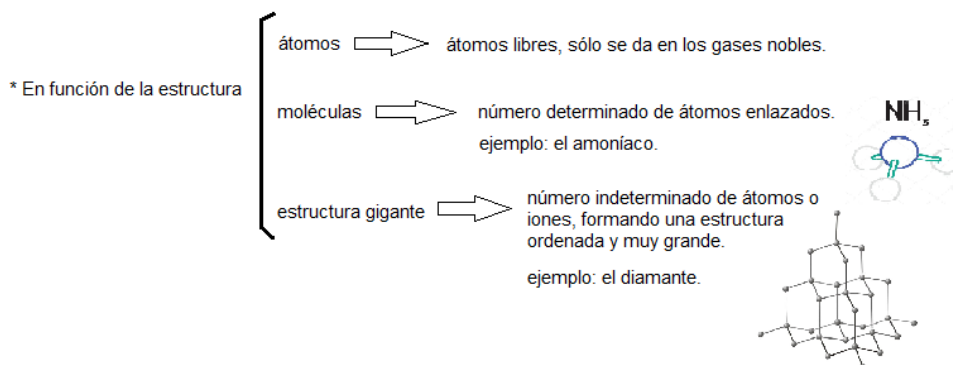 átomos
átomos libres, sólo se da en los gases nobles.
* En función de la estructura
moléculas
número determinado de átomos enlazados.
NH₅
ejemplo: el amoníaco.
estructura gigante
número indeterminado de átomos o
iones, formando una estructura
ordenada y muy grande.
ejemplo: el diamante.